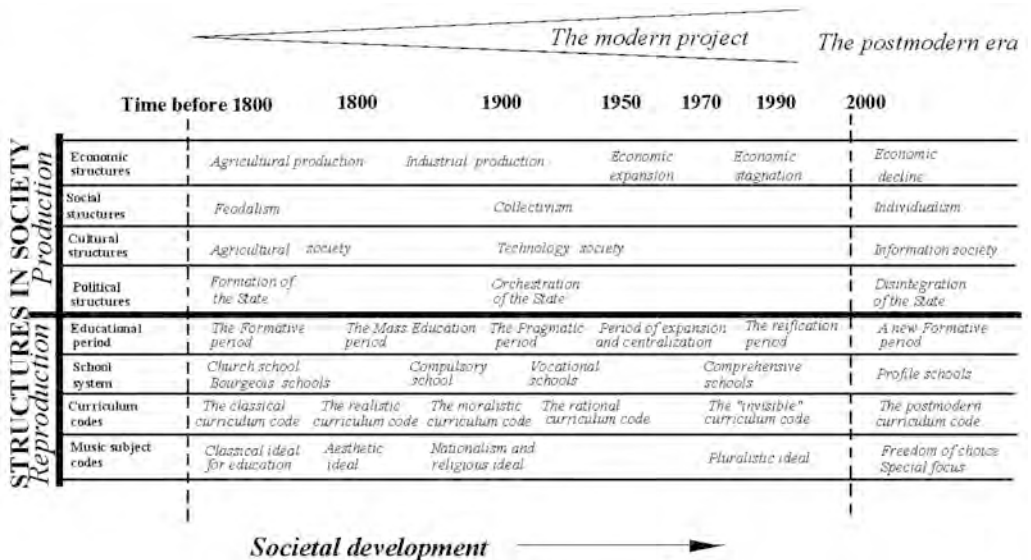 The modern project The postmodern era
Time before 1800 1800 1900 1950 1970 1990 2000
STRUCTURES IN SOCIETY
Production
Economic structures
Agricultural production
Industrial production
Economic expansion
Economic stagnation
Economic decline
Social structures
Feodalism
Collectivism
Individualism
Cultural structures
Agricultural society
Technology society
Information society
Political structures
Formation of the State
Orchestration of the State
Disintegration of the State
Reproduction
Educational period
The Formative period
The Mass Education period
The Pragmatic period
Period of expansion and centralization
The reification period
A new Formative period
School system
Church school
Bourgeois schools
Compulsory school
Vocational schools
Comprehensive schools
Profile schools
Curriculum codes
The classical curriculum code
The realistic curriculum code
The moralistic curriculum code
The rational curriculum code
The "invisible" curriculum code
The postmodern curriculum code
Music subject codes
Classical ideal for education
Aesthetic ideal
Nationalism and religious ideal
Pluralistic ideal
Freedom of choice
Special focus
Societal development